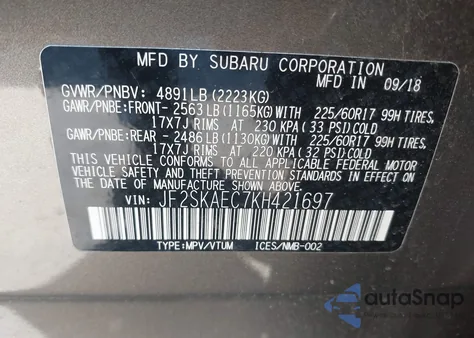 MFD BY SUBARU CORPORATION
MFD IN 09/18
GVWR/PNBV: 4891LB (2223KG)
GAWR/PNBE:FRONT- 2563LB(1165KG)WITH 225/60R17 99H TIRES,
17X7J RIMS AT 230 KPA(33 PSI)COLD
GAWR/PNBE:REAR - 2486LB(1130KG)WITH 225/60R17 99H TIRES,
17X7J RIMS AT 220 KPA(32 PSI)COLD
THIS VEHICLE CONFORMS TO ALL APPLICABLE FEDERAL MOTOR
VEHICLE SAFETY AND THEFT PREVENTION STANDARDS IN EFFECT
ON THE DATE OF MANUFACTURE SHOWN ABOVE.
VIN: JF2SKAEC7KH421697
TYPE:MPV/VTUM ICES/NMB-002
autoSnap